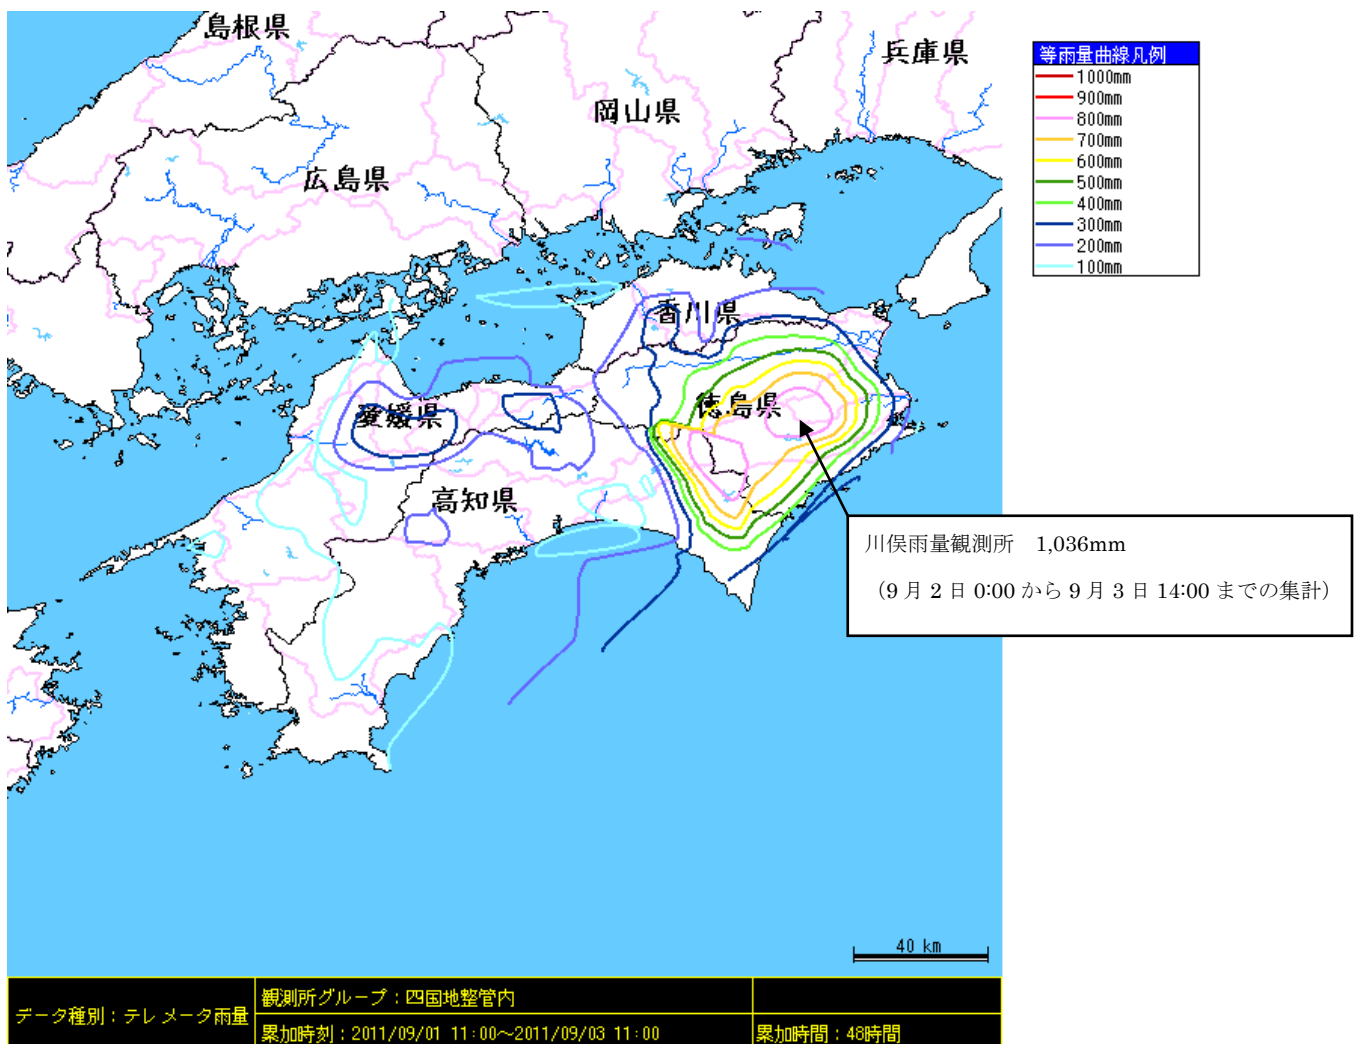 島根県
兵庫県
岡山県
広島県
香川県
徳島県
愛媛県
高知県
等雨量曲線凡例
1000mm
900mm
800mm
700mm
600mm
500mm
400mm
300mm
200mm
100mm
川俣雨量観測所　1,036mm
（9月2日 0:00 から 9月3日 14:00 までの集計）
40 km
データ種別：テレメータ雨量
観測所グループ：四国地整管内
累加時刻：2011/09/01 11:00～2011/09/03 11:00
累加時間：48時間